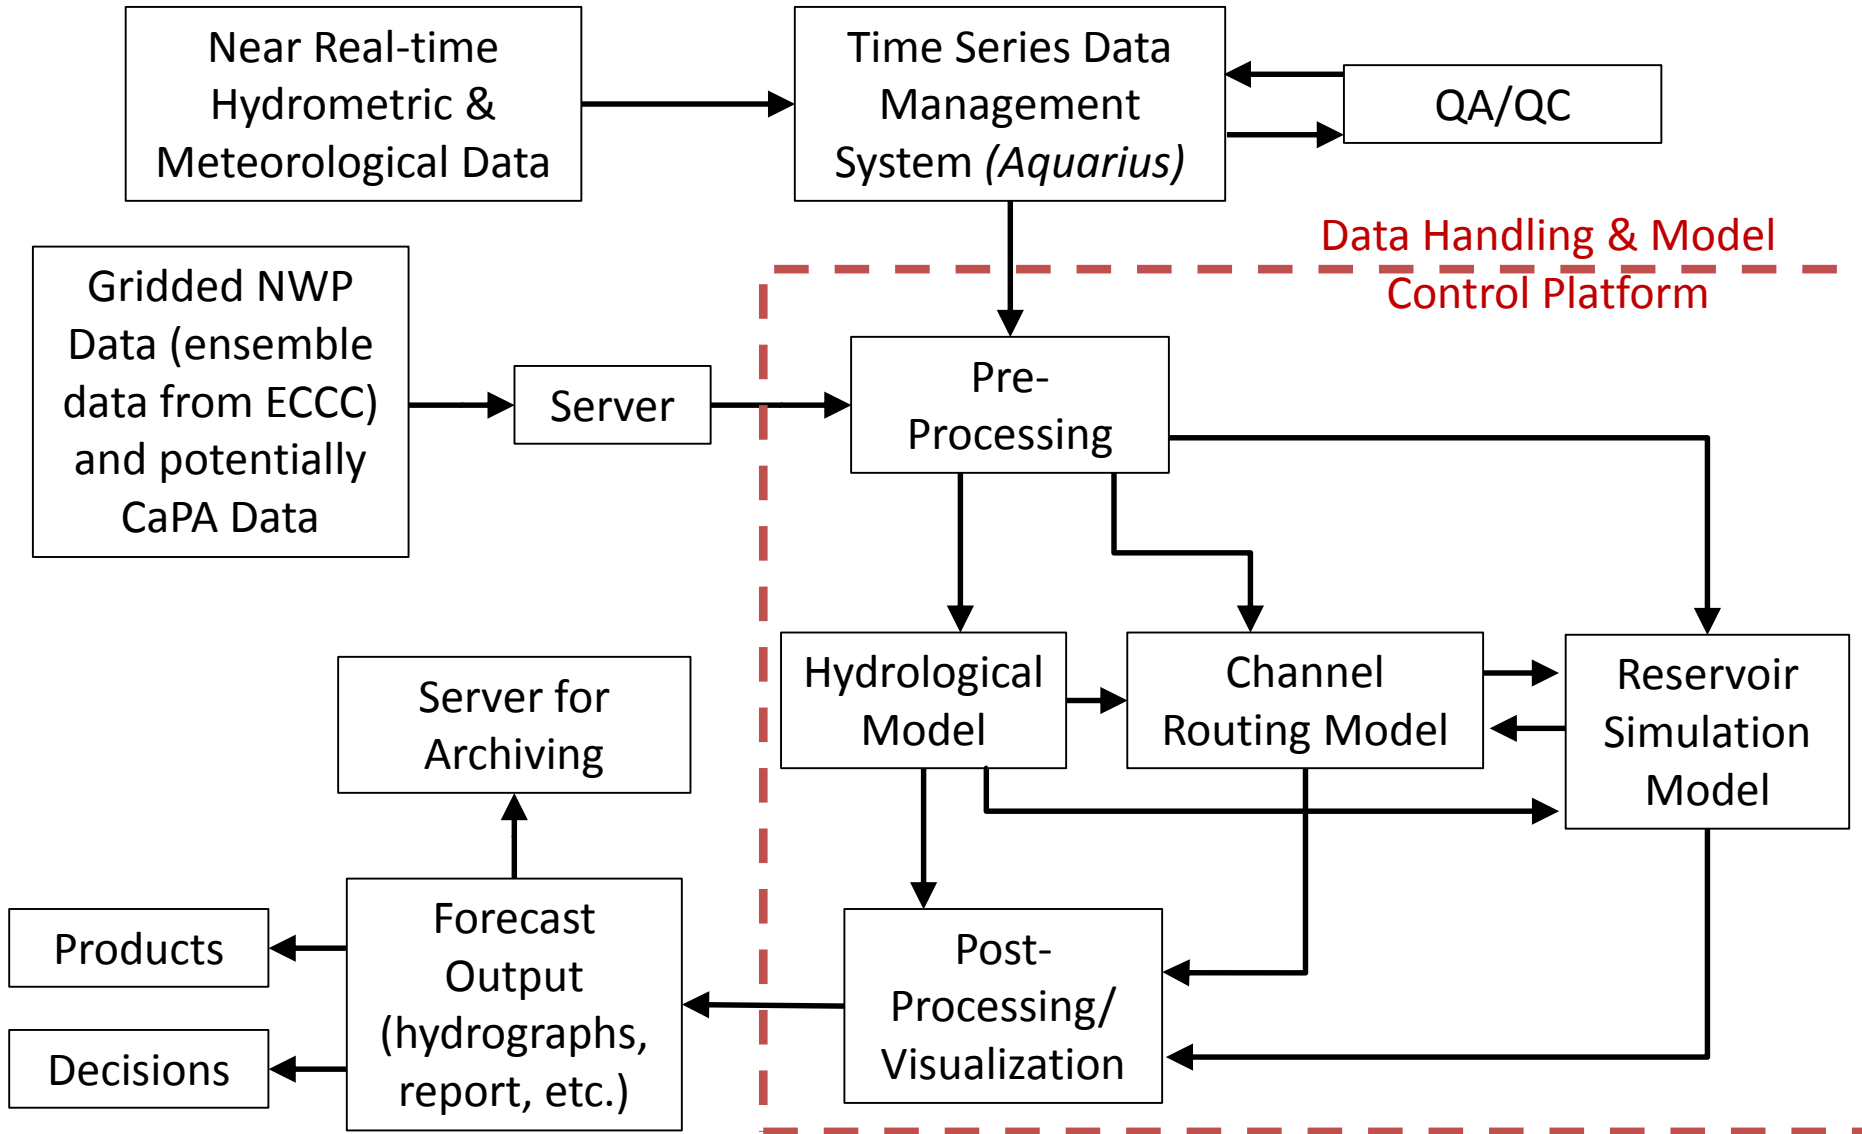 Near Real-time
Hydrometric &
Meteorological Data
Time Series Data
Management
System (Aquarius)
QA/QC
Data Handling & Model
Control Platform
Gridded NWP
Data (ensemble
data from ECCC)
and potentially
CaPA Data
Server
Pre-
Processing
Hydrological
Model
Channel
Routing Model
Reservoir
Simulation
Model
Server for
Archiving
Products
Decisions
Forecast
Output
(hydrographs,
report, etc.)
Post-
Processing/
Visualization